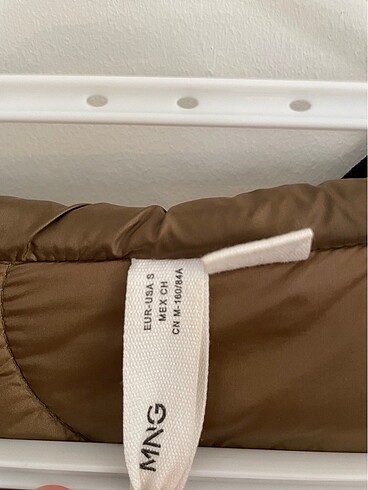 EUR-USA S
MEX CH
CN M-160/84A
MNG